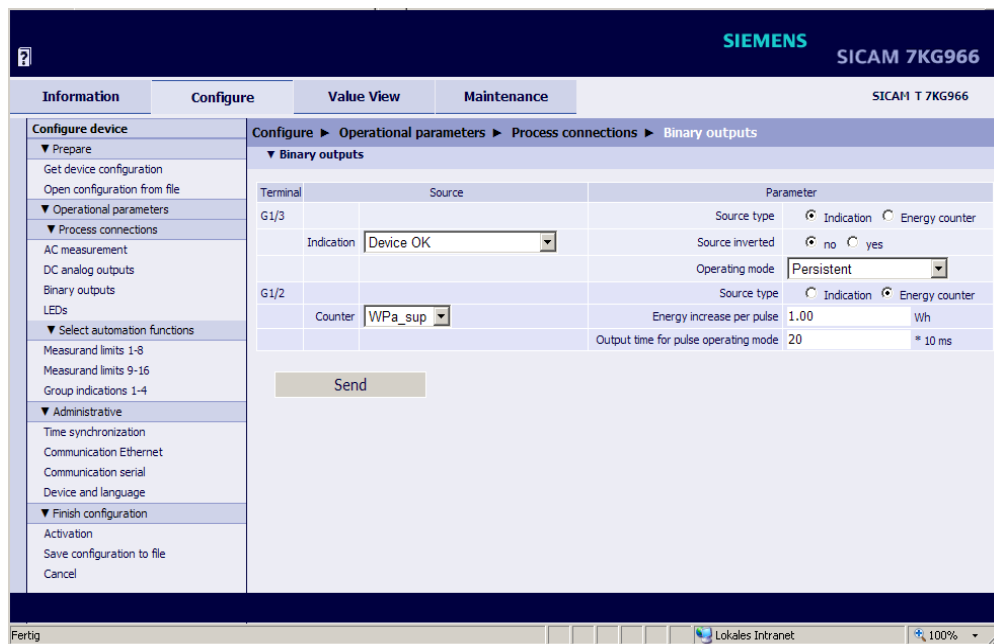 SIEMENS
?
SICAM 7KG966
Information Configure Value View Maintenance SICAM T 7KG966
Configure device
▼ Prepare
Get device configuration
Open configuration from file
▼ Operational parameters
▼ Process connections
AC measurement
DC analog outputs
Binary outputs
LEDs
▼ Select automation functions
Measurand limits 1-8
Measurand limits 9-16
Group indications 1-4
▼ Administrative
Time synchronization
Communication Ethernet
Communication serial
Device and language
▼ Finish configuration
Activation
Save configuration to file
Cancel
Configure ► Operational parameters ► Process connections ► Binary outputs
▼ Binary outputs
Terminal Source Parameter
G1/3 Source type Indication Energy counter
Indication Device OK Source inverted no yes
Operating mode Persistent
G1/2 Source type Indication Energy counter
Counter WPa_sup Energy increase per pulse 1.00 Wh
Output time for pulse operating mode 20 * 10 ms
Send
Fertig Lokales Intranet 100%